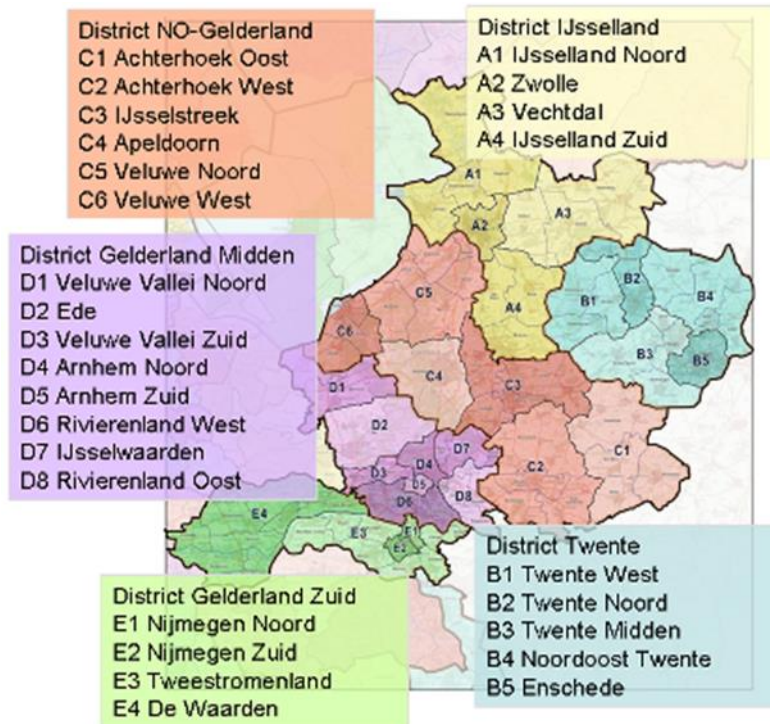 District NO-Gelderland
C1 Achterhoek Oost
C2 Achterhoek West
C3 IJsselstreek
C4 Apeldoorn
C5 Veluwe Noord
C6 Veluwe West
District IJsselland
A1 IJsselland Noord
A2 Zwolle
A3 Vechtdal
A4 IJsselland Zuid
District Gelderland Midden
D1 Veluwe Vallei Noord
D2 Ede
D3 Veluwe Vallei Zuid
D4 Arnhem Noord
D5 Arnhem Zuid
D6 Rivierenland West
D7 IJsselwaarden
D8 Rivierenland Oost
A1
A2
A3
A4
B1
B2
B4
B3
B5
C5
C6
C4
C3
C2
C1
D1
D2
D3
D4
D7
D5
D6
D8
E4
E3
E1
E2
District Gelderland Zuid
E1 Nijmegen Noord
E2 Nijmegen Zuid
E3 Tweestromenland
E4 De Waarden
District Twente
B1 Twente West
B2 Twente Noord
B3 Twente Midden
B4 Noordoost Twente
B5 Enschede